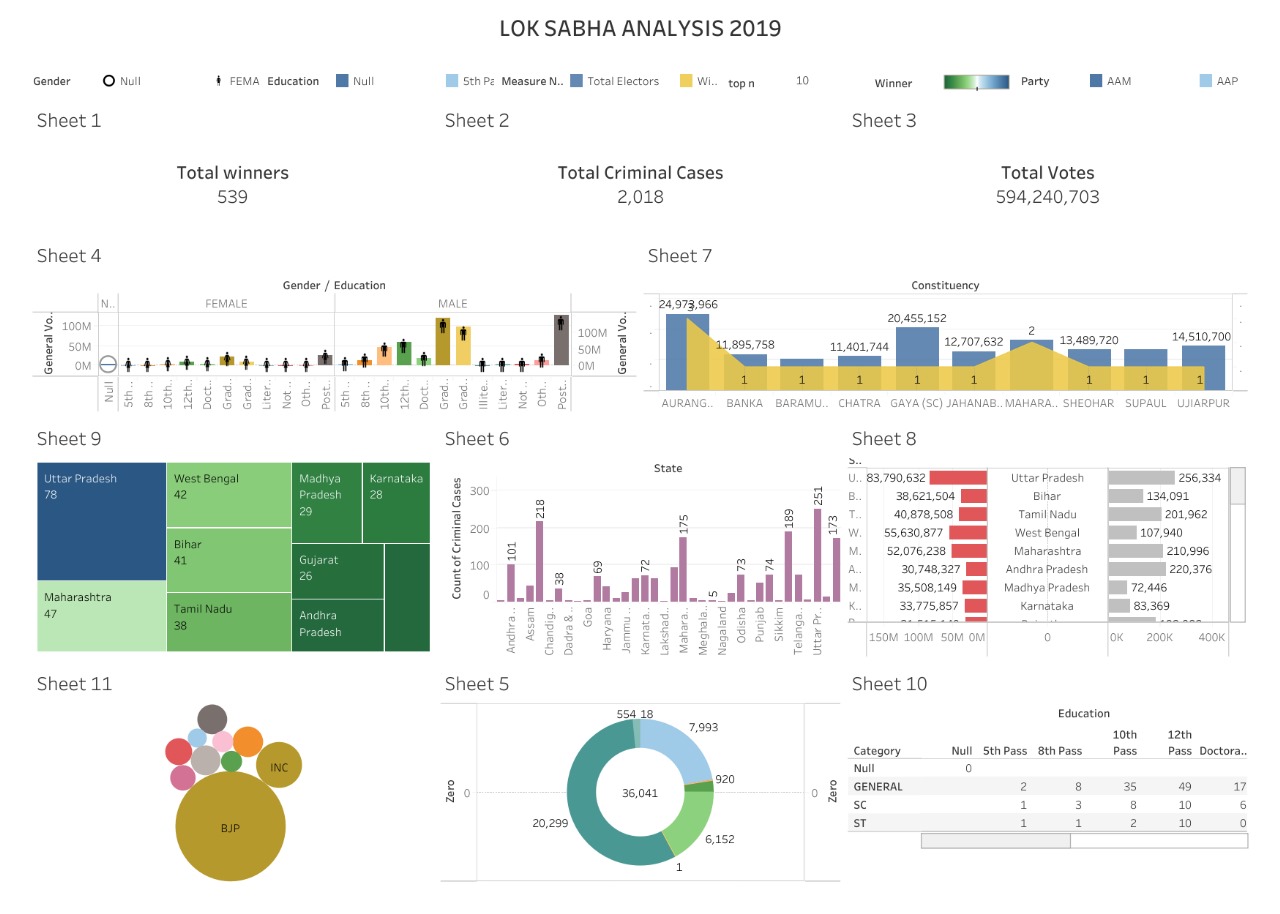 LOK SABHA ANALYSIS 2019
Gender Null FEMA Education Null 5th Pa Measure N.. Total Electors Wi.. top n 10 Winner Party AAM AAP
Sheet 1 Sheet 2 Sheet 3
Total winners Total Criminal Cases Total Votes
539 2,018 594,240,703
Sheet 4
Gender / Education
N.. FEMALE MALE
General Vo..
100M
50M
0M
100M
50M
0M
General Vo..
Null 5th .. 8th .. 10th.. 12th.. Doct.. Grad.. Grad.. Liter.. Not .. Oth.. Post.. 5th .. 8th .. 10th.. 12th.. Doct.. Grad.. Grad.. Illite.. Liter.. Not .. Oth.. Post..
Sheet 7
Constituency
24,973,966 3 11,895,758 11,401,744 20,455,152 12,707,632 2 13,489,720 14,510,700
1 1 1 1 1 1 1 1
AURANG.. BANKA BARAMU.. CHATRA GAYA (SC) JAHANAB.. MAHARA.. SHEOHAR SUPAUL UJIARPUR
Sheet 9
Uttar Pradesh
78
Maharashtra
47
West Bengal
42
Bihar
41
Tamil Nadu
38
Madhya
Pradesh
29
Karnataka
28
Gujarat
26
Andhra
Pradesh
Sheet 6
State
Count of Criminal Cases
300
200
100
0
101 218 38 69 72 175 5 73 74 189 251 173
Andhra .. Assam Chandig.. Dadra & .. Goa Haryana Jammu .. Karnata.. Lakshad.. Mahara.. Meghala.. Nagaland Odisha Punjab Sikkim Telanga.. Uttar Pr..
Sheet 8
S..
U.. 83,790,632 Uttar Pradesh 256,334
B.. 38,621,504 Bihar 134,091
T.. 40,878,508 Tamil Nadu 201,962
W.. 55,630,877 West Bengal 107,940
M.. 52,076,238 Maharashtra 210,996
A.. 30,748,327 Andhra Pradesh 220,376
M.. 35,508,149 Madhya Pradesh 72,446
K.. 33,775,857 Karnataka 83,369
150M 100M 50M 0M 0 0K 200K 400K
Sheet 11
INC
BJP
Sheet 5
Zero
0
554 18
7,993
920
36,041
20,299
6,152
1
0
Zero
Sheet 10
Education
Category Null 5th Pass 8th Pass 10th Pass 12th Pass Doctora..
Null 0
GENERAL 2 8 35 49 17
SC 1 3 8 10 6
ST 1 1 2 10 0